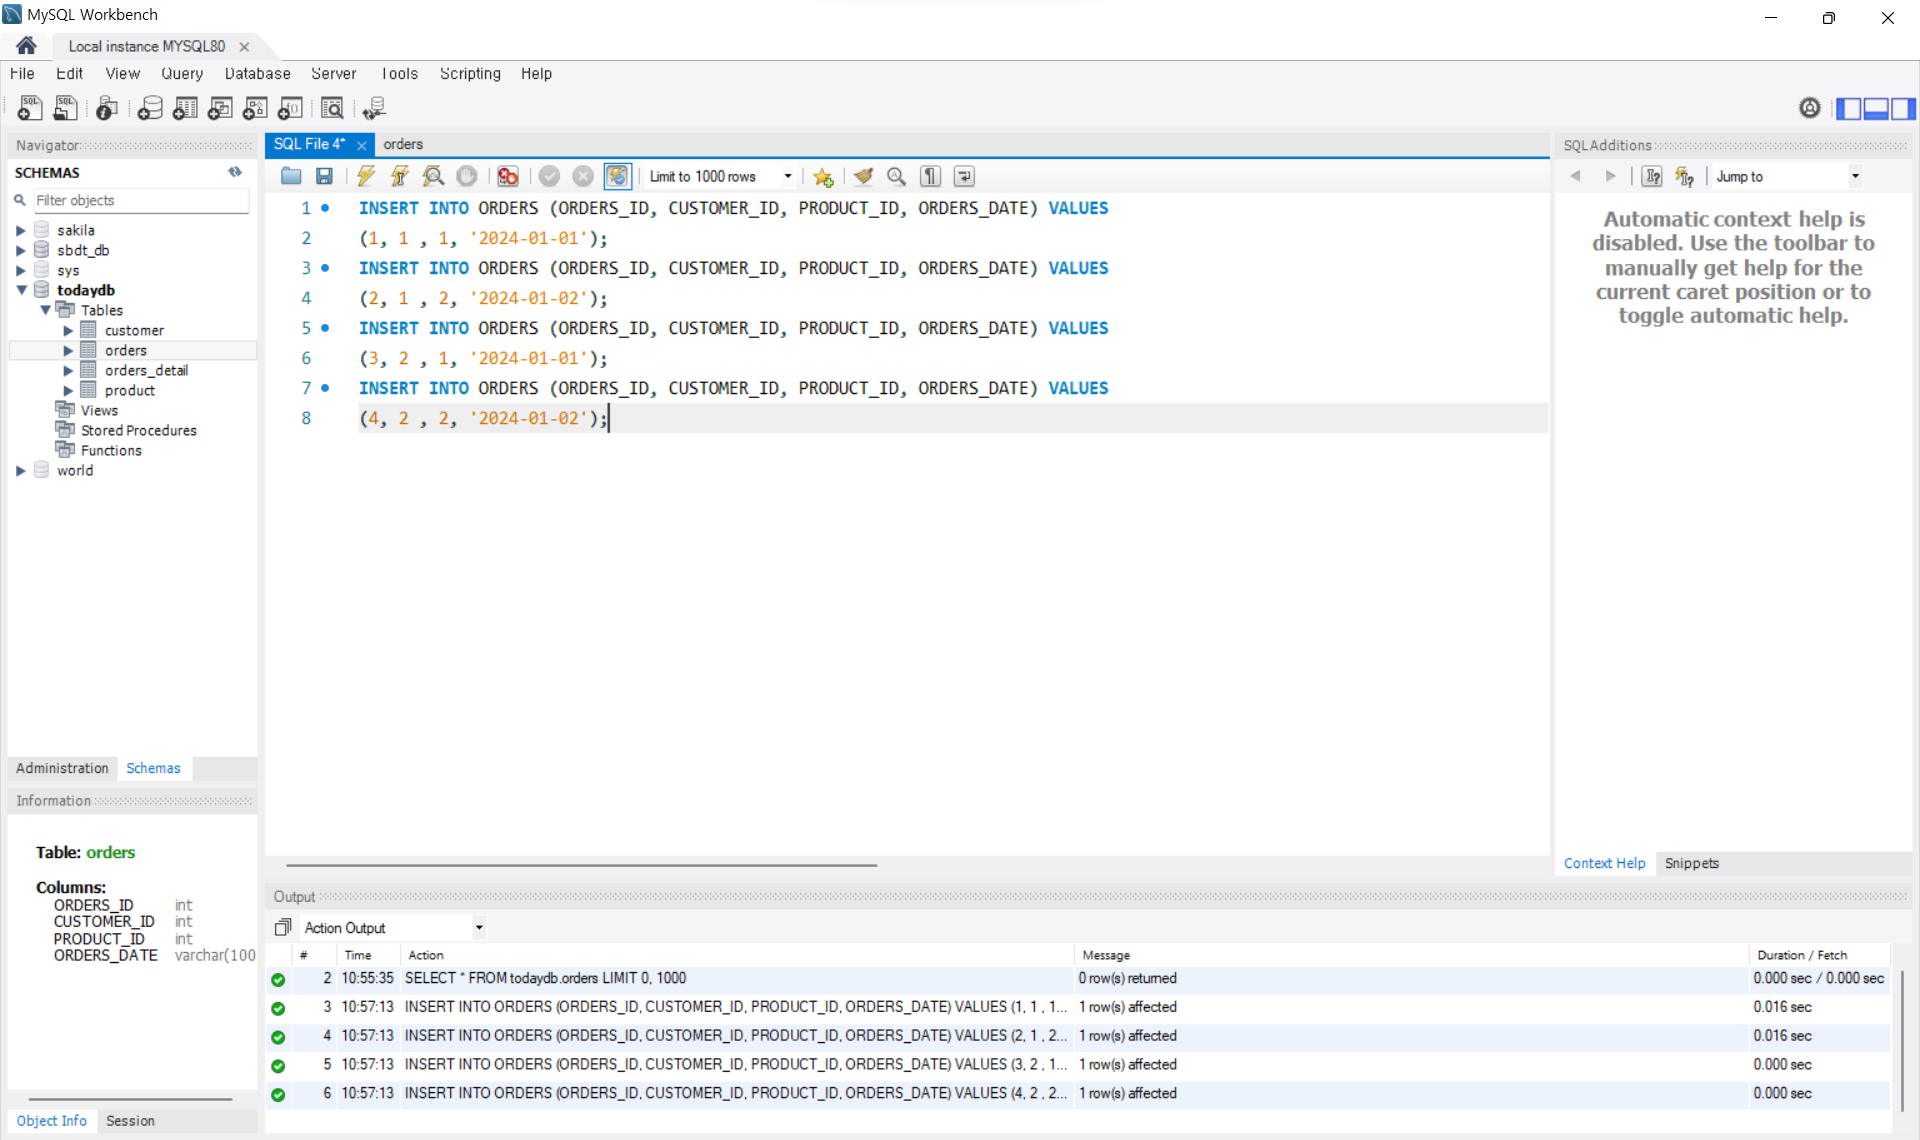 MySQL Workbench
Local instance MYSQL80
File Edit View Query Database Server Tools Scripting Help
Navigator
SCHEMAS
Filter objects
sakila
sbdt_db
sys
todaydb
Tables
customer
orders
orders_detail
product
Views
Stored Procedures
Functions
world
Administration Schemas
Information
Table: orders
Columns:
ORDERS_ID int
CUSTOMER_ID int
PRODUCT_ID int
ORDERS_DATE varchar(100
Object Info Session
SQL File 4* orders
Limit to 1000 rows
1 INSERT INTO ORDERS (ORDERS_ID, CUSTOMER_ID, PRODUCT_ID, ORDERS_DATE) VALUES
2 (1, 1 , 1, '2024-01-01');
3 INSERT INTO ORDERS (ORDERS_ID, CUSTOMER_ID, PRODUCT_ID, ORDERS_DATE) VALUES
4 (2, 1 , 2, '2024-01-02');
5 INSERT INTO ORDERS (ORDERS_ID, CUSTOMER_ID, PRODUCT_ID, ORDERS_DATE) VALUES
6 (3, 2 , 1, '2024-01-01');
7 INSERT INTO ORDERS (ORDERS_ID, CUSTOMER_ID, PRODUCT_ID, ORDERS_DATE) VALUES
8 (4, 2 , 2, '2024-01-02');
SQLAdditions
Jump to
Automatic context help is
disabled. Use the toolbar to
manually get help for the
current caret position or to
toggle automatic help.
Context Help Snippets
Output
Action Output
# Time Action Message Duration / Fetch
2 10:55:35 SELECT * FROM todaydb.orders LIMIT 0, 1000 0 row(s) returned 0.000 sec / 0.000 sec
3 10:57:13 INSERT INTO ORDERS (ORDERS_ID, CUSTOMER_ID, PRODUCT_ID, ORDERS_DATE) VALUES (1, 1 , 1... 1 row(s) affected 0.016 sec
4 10:57:13 INSERT INTO ORDERS (ORDERS_ID, CUSTOMER_ID, PRODUCT_ID, ORDERS_DATE) VALUES (2, 1 , 2... 1 row(s) affected 0.016 sec
5 10:57:13 INSERT INTO ORDERS (ORDERS_ID, CUSTOMER_ID, PRODUCT_ID, ORDERS_DATE) VALUES (3, 2 , 1... 1 row(s) affected 0.000 sec
6 10:57:13 INSERT INTO ORDERS (ORDERS_ID, CUSTOMER_ID, PRODUCT_ID, ORDERS_DATE) VALUES (4, 2 , 2... 1 row(s) affected 0.000 sec